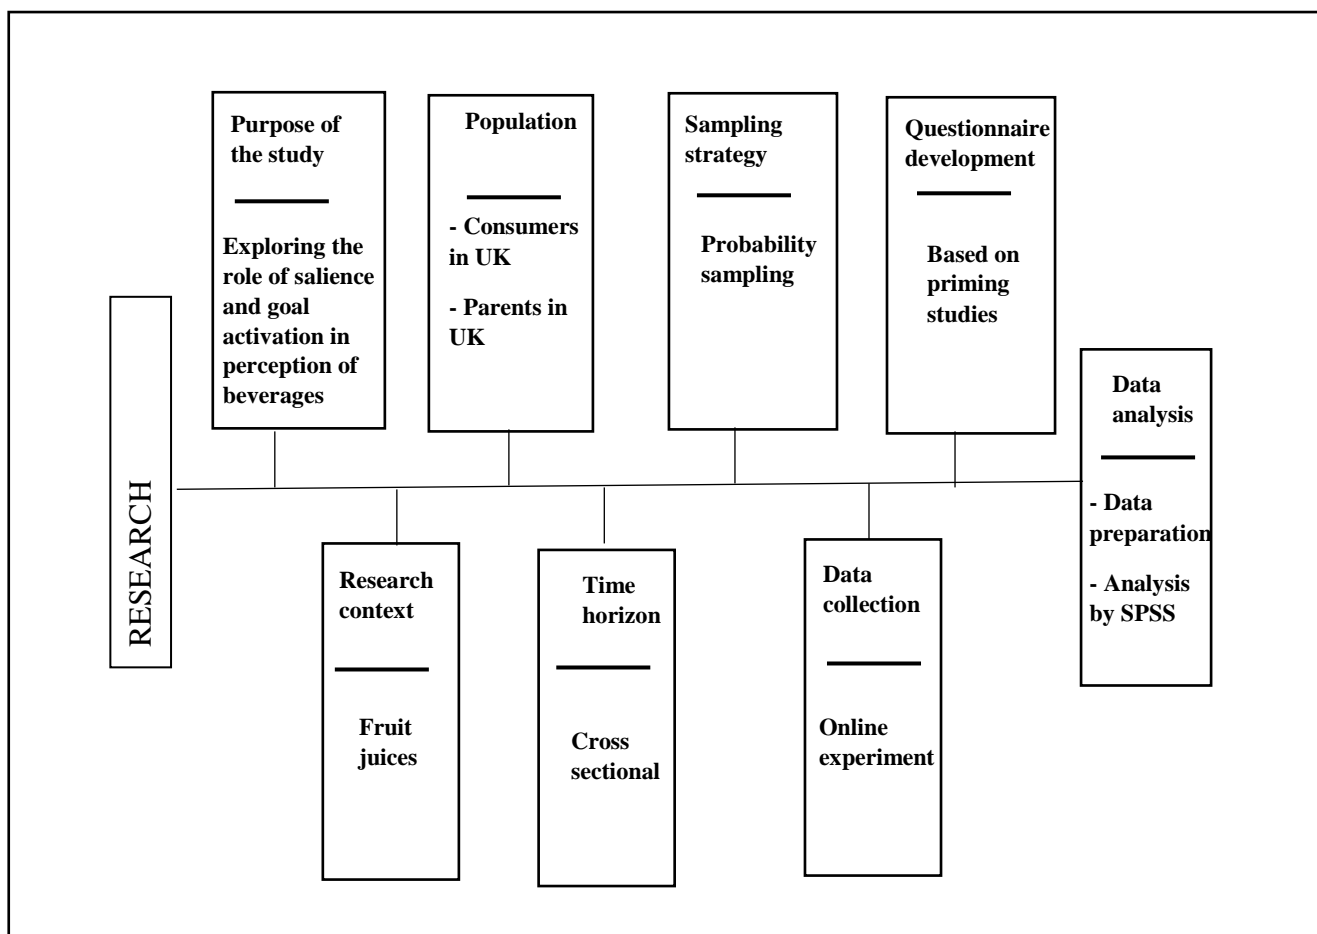 RESEARCH
Purpose of
the study
Exploring the
role of salience
and goal
activation in
perception of
beverages
Population
- Consumers
in UK
- Parents in
UK
Sampling
strategy
Probability
sampling
Questionnaire
development
Based on
priming
studies
Research
context
Fruit
juices
Time
horizon
Cross
sectional
Data
collection
Online
experiment
Data
analysis
- Data
preparation
- Analysis
by SPSS